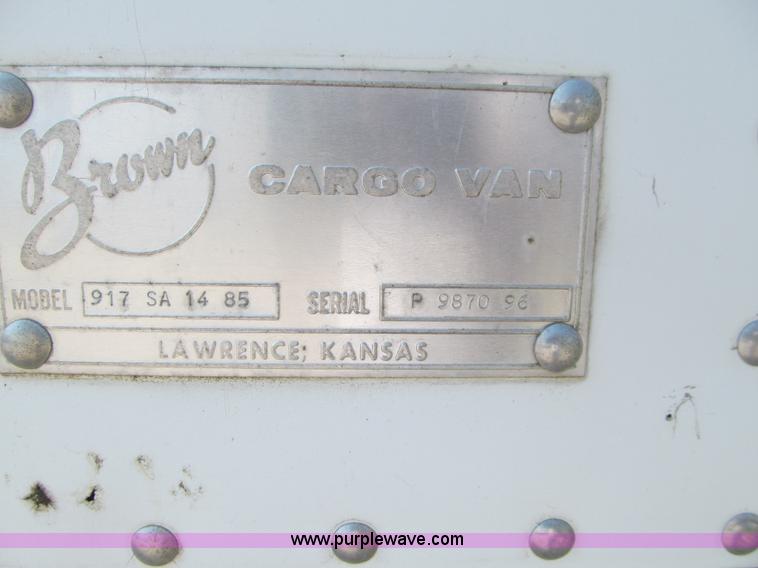 Brown CARGO VAN
MODEL 917 SA 14 85 SERIAL P 9870 96
LAWRENCE, KANSAS
www.purplewave.com